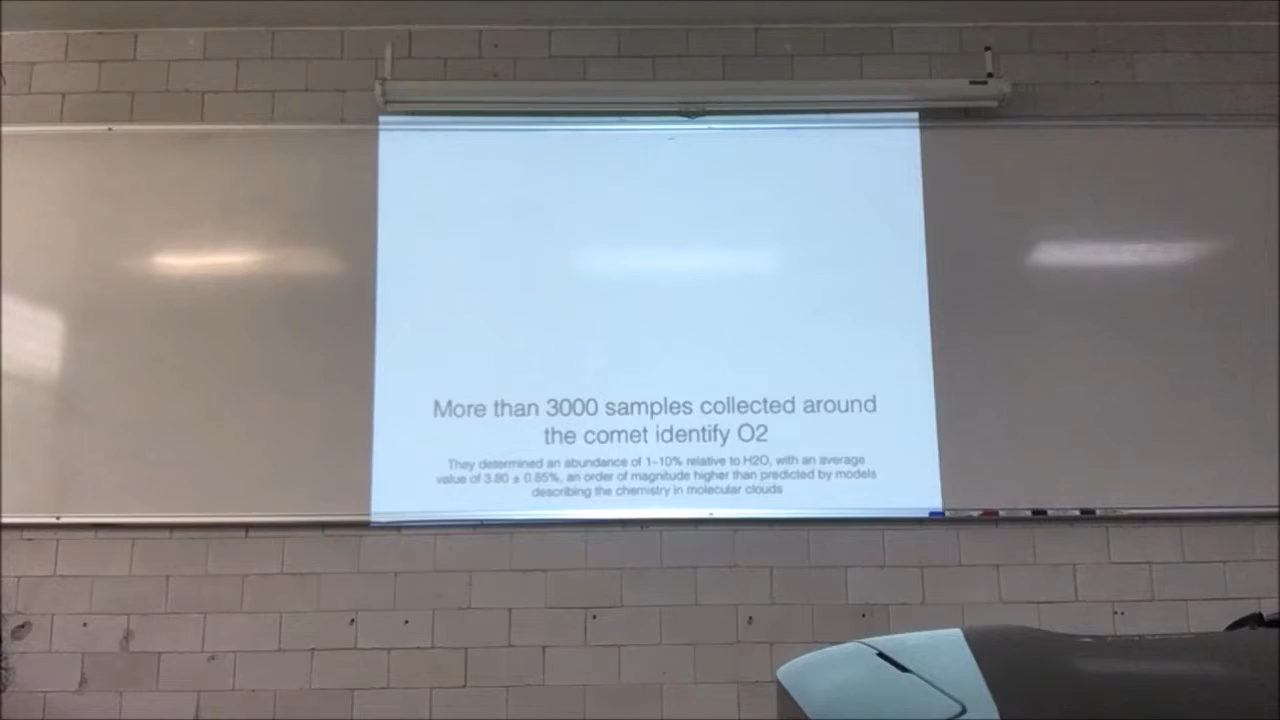 More than 3000 samples collected around
the comet identify O2
They determined an abundance of 1-10% relative to H2O, with an average
value of 3.80 ± 0.85%, an order of magnitude higher than predicted by models
describing the chemistry in molecular clouds